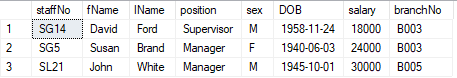 staffNo fName lName position sex DOB salary branchNo
1 SG14 David Ford Supervisor M 1958-11-24 18000 B003
2 SG5 Susan Brand Manager F 1940-06-03 24000 B003
3 SL21 John White Manager M 1945-10-01 30000 B005